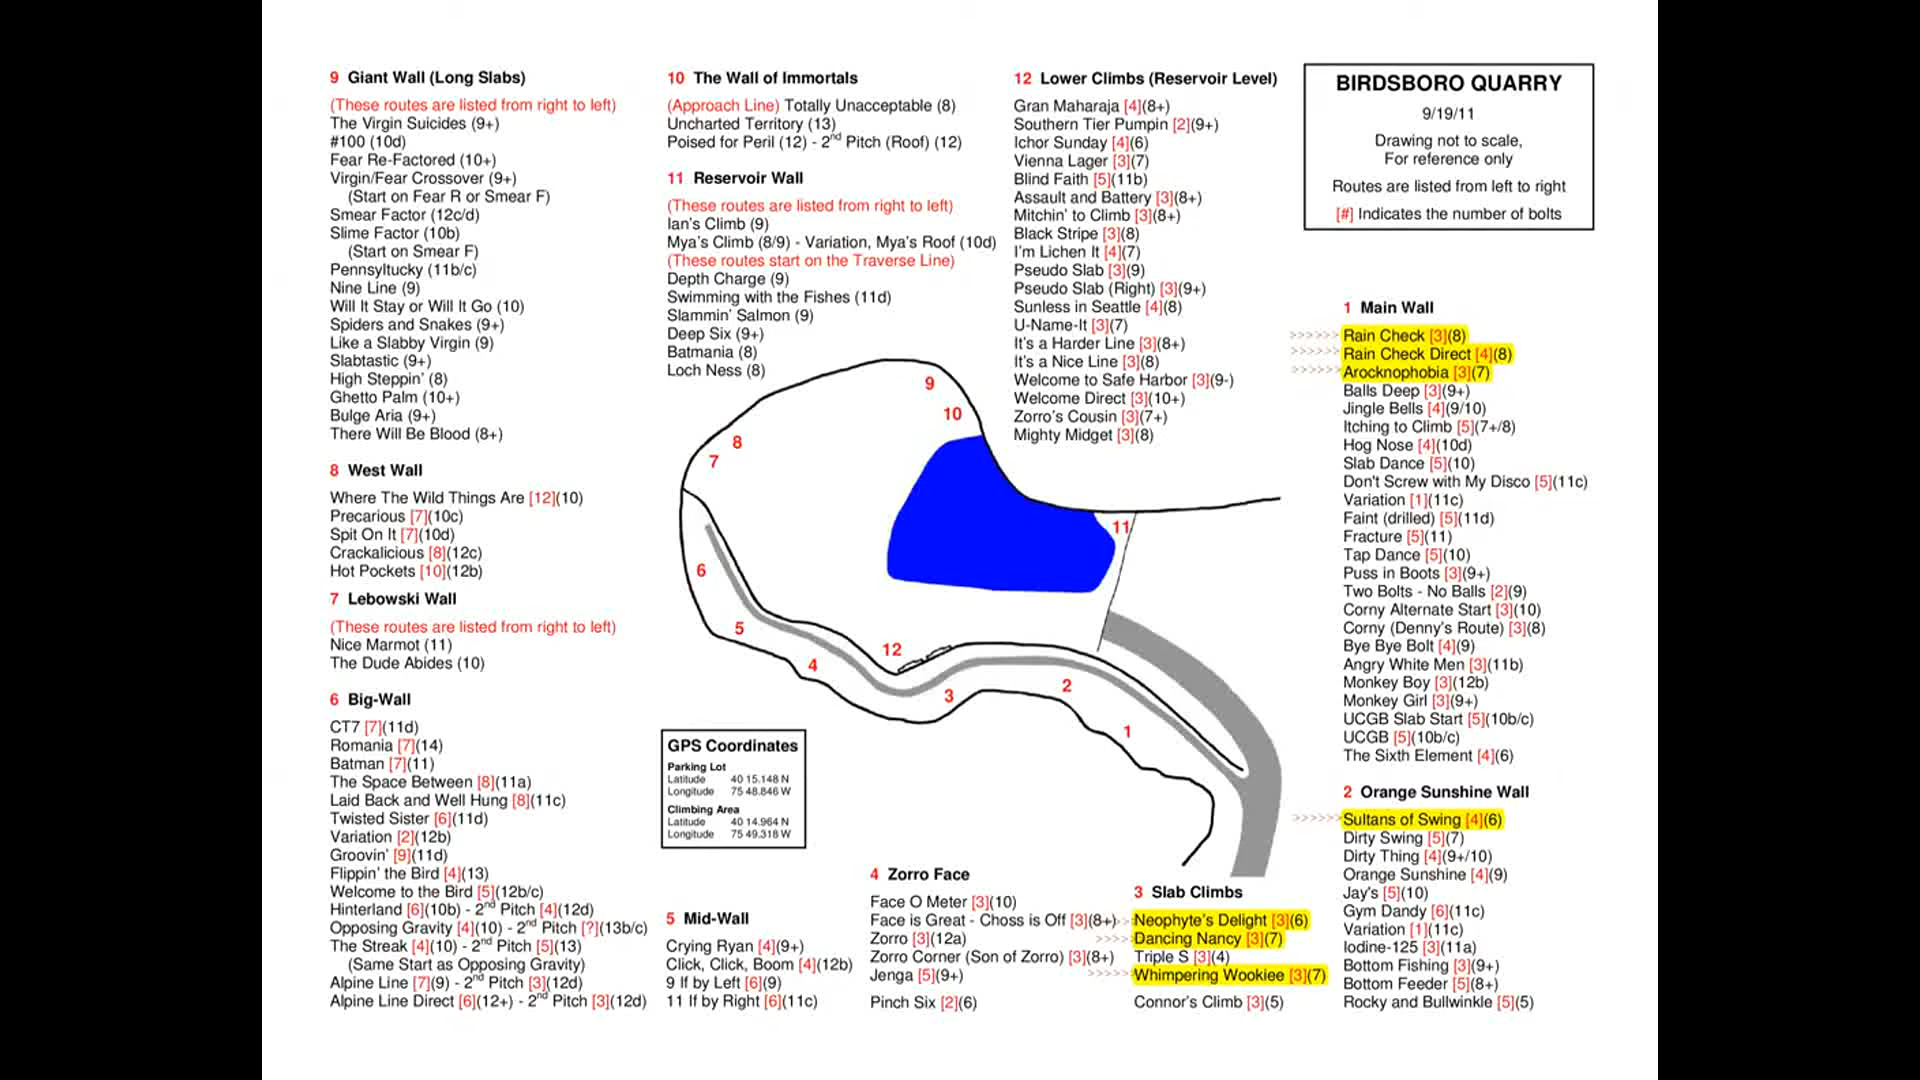 9 Giant Wall (Long Slabs)
(These routes are listed from right to left)
The Virgin Suicides (9+)
#100 (10d)
Fear Re-Factored (10+)
Virgin/Fear Crossover (9+)
(Start on Fear R or Smear F)
Smear Factor (12c/d)
Slime Factor (10b)
(Start on Smear F)
Pennsyltucky (11b/c)
Nine Line (9)
Will It Stay or Will It Go (10)
Spiders and Snakes (9+)
Like a Slabby Virgin (9)
Slabtastic (9+)
High Steppin' (8)
Ghetto Palm (10+)
Bulge Aria (9+)
There Will Be Blood (8+)
8 West Wall
Where The Wild Things Are [12](10)
Precarious [7](10c)
Spit On It [7](10d)
Crackalicious [8](12c)
Hot Pockets [10](12b)
7 Lebowski Wall
(These routes are listed from right to left)
Nice Marmot (11)
The Dude Abides (10)
6 Big-Wall
CT7 [7](11d)
Romania [7](14)
Batman [7](11)
The Space Between [8](11a)
Laid Back and Well Hung [8](11c)
Twisted Sister [6](11d)
Variation [2](12b)
Groovin' [9](11d)
Flippin' the Bird [4](13)
Welcome to the Bird [5](12b/c)
Hinterland [6](10b) - 2nd Pitch [4](12d)
Opposing Gravity [4](10) - 2nd Pitch [?](13b/c)
The Streak [4](10) - 2nd Pitch [5](13)
(Same Start as Opposing Gravity)
Alpine Line [7](9) - 2nd Pitch [3](12d)
Alpine Line Direct [6](12+) - 2nd Pitch [3](12d)
10 The Wall of Immortals
(Approach Line) Totally Unacceptable (8)
Uncharted Territory (13)
Poised for Peril (12) - 2nd Pitch (Roof) (12)
11 Reservoir Wall
(These routes are listed from right to left)
Ian's Climb (9)
Mya's Climb (8/9) - Variation, Mya's Roof (10d)
(These routes start on the Traverse Line)
Depth Charge (9)
Swimming with the Fishes (11d)
Slammin' Salmon (9)
Deep Six (9+)
Batmania (8)
Loch Ness (8)
12 Lower Climbs (Reservoir Level)
Gran Maharaja [4](8+)
Southern Tier Pumpin [2](9+)
Ichor Sunday [4](6)
Vienna Lager [3](7)
Blind Faith [5](11b)
Assault and Battery [3](8+)
Mitchin' to Climb [3](8+)
Black Stripe [3](8)
I'm Lichen It [4](7)
Pseudo Slab [3](9)
Pseudo Slab (Right) [3](9+)
Sunless in Seattle [4](8)
U-Name-It [3](7)
It's a Harder Line [3](8+)
It's a Nice Line [3](8)
Welcome to Safe Harbor [3](9-)
Welcome Direct [3](10+)
Zorro's Cousin [3](7+)
Mighty Midget [3](8)
BIRDSBORO QUARRY
9/19/11
Drawing not to scale,
For reference only
Routes are listed from left to right
[#] Indicates the number of bolts
1 Main Wall
>>>>>> Rain Check [3](8)
>>>>>> Rain Check Direct [4](8)
>>>>>> Arocknophobia [3](7)
Balls Deep [3](9+)
Jingle Bells [4](9/10)
Itching to Climb [5](7+/8)
Hog Nose [4](10d)
Slab Dance [5](10)
Don't Screw with My Disco [5](11c)
Variation [1](11c)
Faint (drilled) [5](11d)
Fracture [5](11)
Tap Dance [5](10)
Puss in Boots [3](9+)
Two Bolts - No Balls [2](9)
Corny Alternate Start [3](10)
Corny (Denny's Route) [3](8)
Bye Bye Bolt [4](9)
Angry White Men [3](11b)
Monkey Boy [3](12b)
Monkey Girl [3](9+)
UCGB Slab Start [5](10b/c)
UCGB [5](10b/c)
The Sixth Element [4](6)
2 Orange Sunshine Wall
>>>>>> Sultans of Swing [4](6)
Dirty Swing [5](7)
Dirty Thing [4](9+/10)
Orange Sunshine [4](9)
Jay's [5](10)
Gym Dandy [6](11c)
Variation [1](11c)
Iodine-125 [3](11a)
Bottom Fishing [3](9+)
Bottom Feeder [5](8+)
Rocky and Bullwinkle [5](5)
9
10
8
7
11
6
5
12
4
3
2
1
GPS Coordinates
Parking Lot
Latitude 40 15.148 N
Longitude 75 48.846 W
Climbing Area
Latitude 40 14.964 N
Longitude 75 49.318 W
5 Mid-Wall
Crying Ryan [4](9+)
Click, Click, Boom [4](12b)
9 If by Left [6](9)
11 If by Right [6](11c)
4 Zorro Face
Face O Meter [3](10)
Face is Great - Choss is Off [3](8+)
Zorro [3](12a)
Zorro Corner (Son of Zorro) [3](8+)
Jenga [5](9+)
Pinch Six [2](6)
3 Slab Climbs
Neophyte's Delight [3](6)
>>>>> Dancing Nancy [3](7)
Triple S [3](4)
>>>>>> Whimpering Wookiee [3](7)
Connor's Climb [3](5)